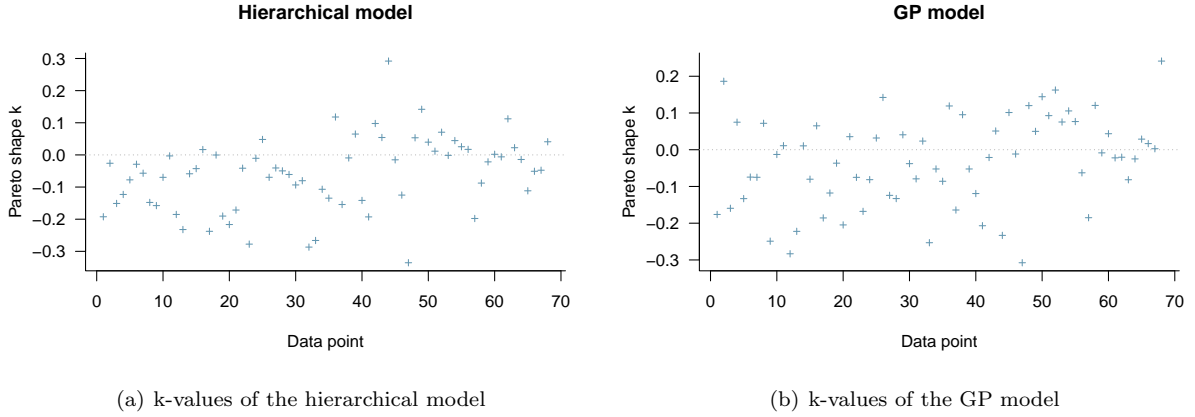 Hierarchical model
Pareto shape k
0.3
0.2
0.1
0.0
−0.1
−0.2
−0.3
0 10 20 30 40 50 60 70
Data point
(a) k-values of the hierarchical model
GP model
Pareto shape k
0.2
0.1
0.0
−0.1
−0.2
−0.3
0 10 20 30 40 50 60 70
Data point
(b) k-values of the GP model